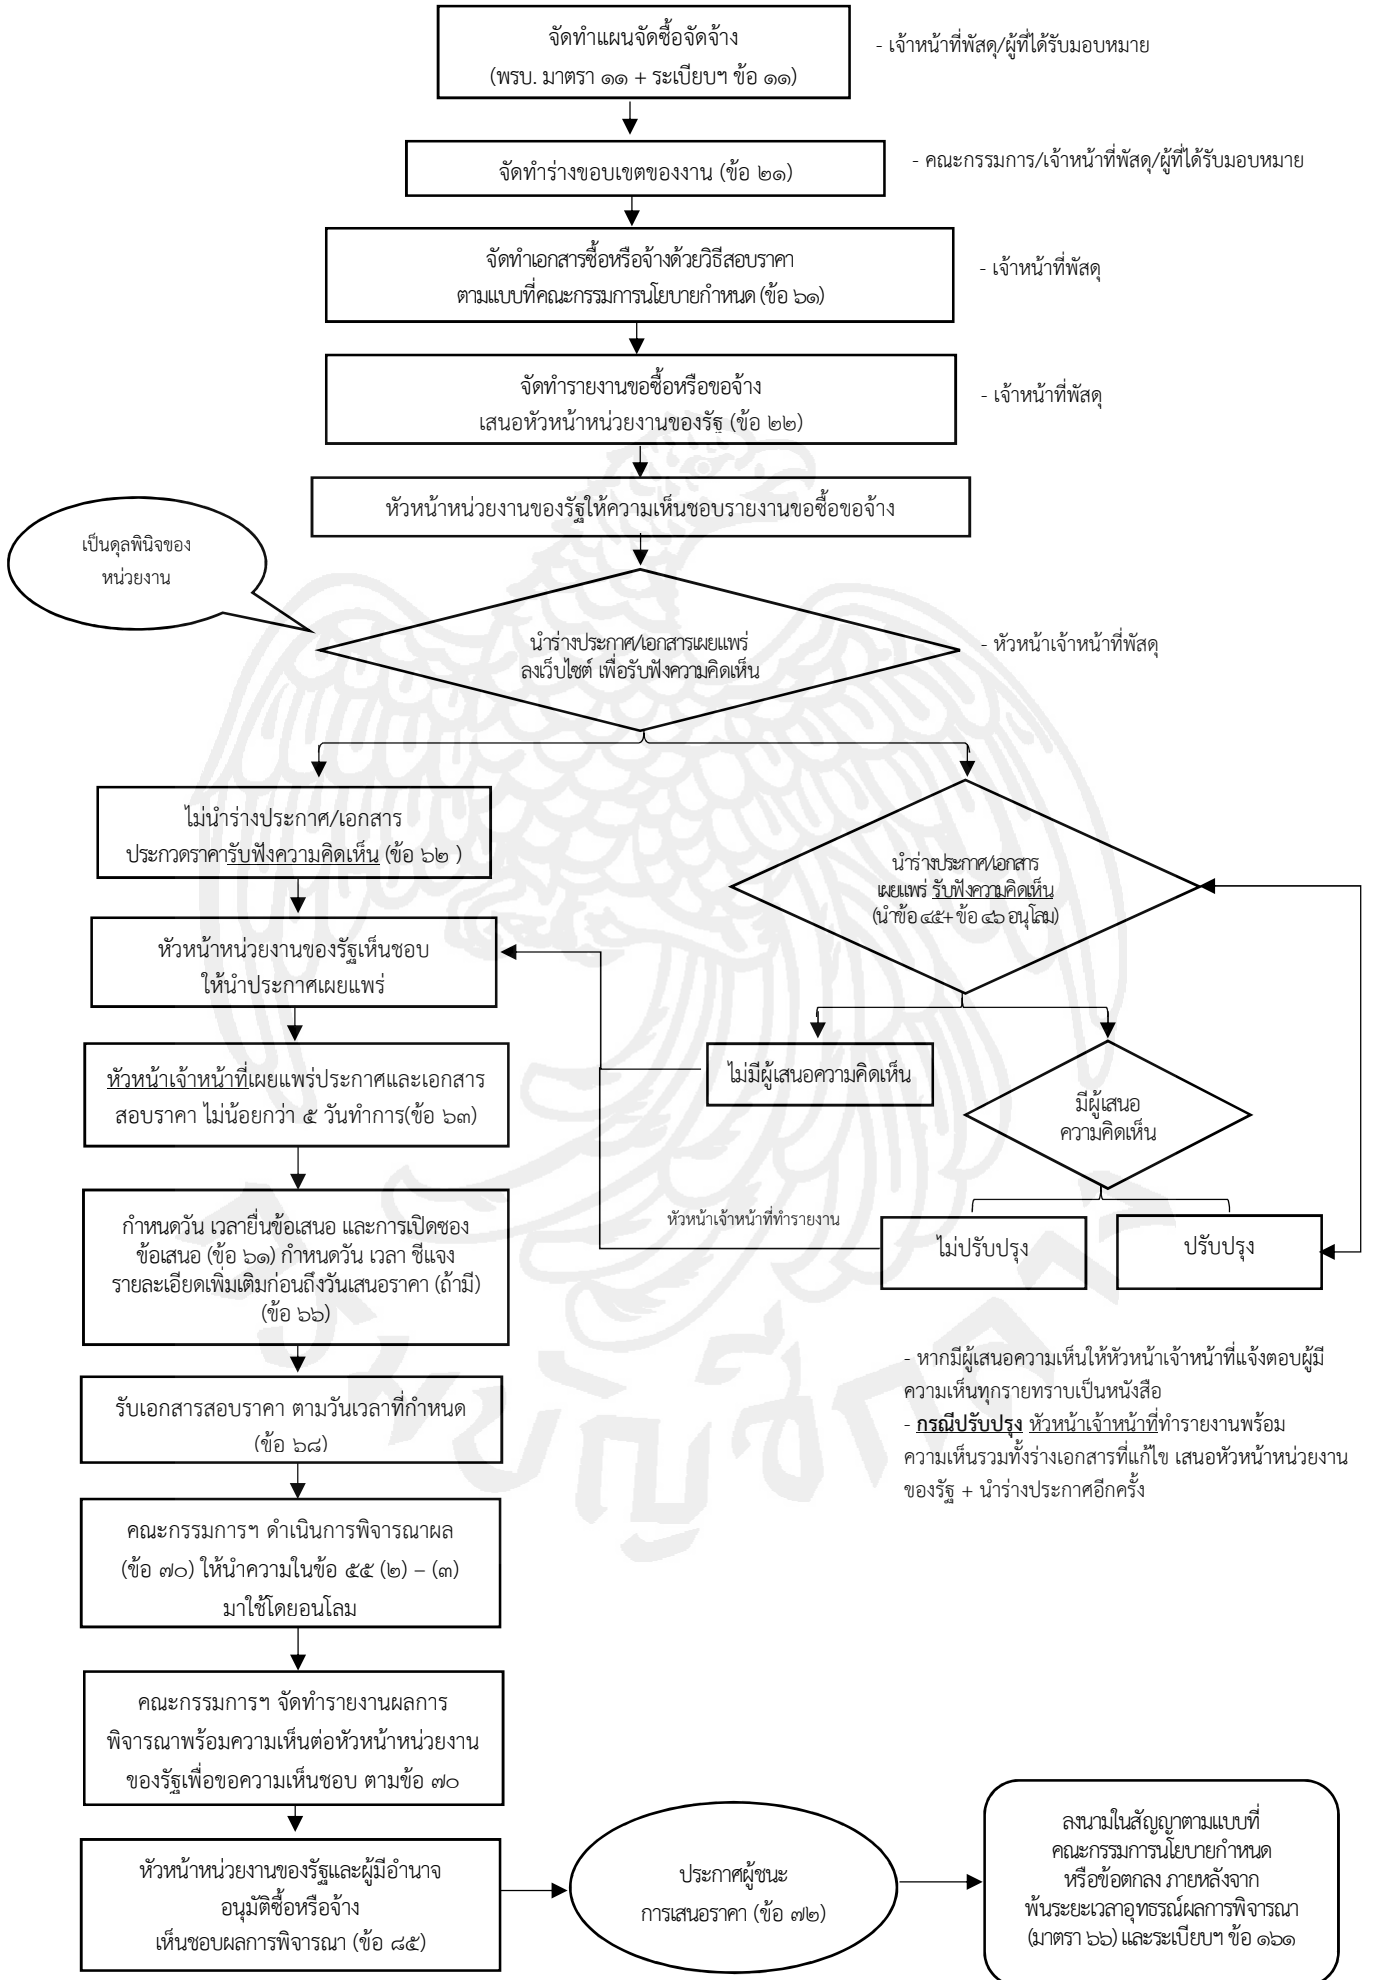 จัดทำแผนจัดซื้อจัดจ้าง
(พรบ. มาตรา ๑๑ + ระเบียบฯ ข้อ ๑๑)
- เจ้าหน้าที่พัสดุ/ผู้ที่ได้รับมอบหมาย
จัดทำร่างขอบเขตของงาน (ข้อ ๒๑)
- คณะกรรมการ/เจ้าหน้าที่พัสดุ/ผู้ที่ได้รับมอบหมาย
จัดทำเอกสารซื้อหรือจ้างด้วยวิธีสอบราคา
ตามแบบที่คณะกรรมการนโยบายกำหนด (ข้อ ๖๑)
- เจ้าหน้าที่พัสดุ
จัดทำรายงานขอซื้อหรือขอจ้าง
เสนอหัวหน้าหน่วยงานของรัฐ (ข้อ ๒๒)
- เจ้าหน้าที่พัสดุ
หัวหน้าหน่วยงานของรัฐให้ความเห็นชอบรายงานขอซื้อขอจ้าง
เป็นดุลพินิจของ
หน่วยงาน
นำร่างประกาศ/เอกสารเผยแพร่
ลงเว็บไซต์ เพื่อรับฟังความคิดเห็น
- หัวหน้าเจ้าหน้าที่พัสดุ
ไม่นำร่างประกาศ/เอกสาร
ประกวดราคารับฟังความคิดเห็น (ข้อ ๖๒ )
นำร่างประกาศ/เอกสาร
เผยแพร่ รับฟังความคิดเห็น
(นำข้อ ๔๕+ ข้อ ๔๖ อนุโลม)
หัวหน้าหน่วยงานของรัฐเห็นชอบ
ให้นำประกาศเผยแพร่
ไม่มีผู้เสนอความคิดเห็น
มีผู้เสนอ
ความคิดเห็น
หัวหน้าเจ้าหน้าที่เผยแพร่ประกาศและเอกสาร
สอบราคา ไม่น้อยกว่า ๕ วันทำการ(ข้อ ๖๓)
หัวหน้าเจ้าหน้าที่ทำรายงาน
ไม่ปรับปรุง
ปรับปรุง
กำหนดวัน เวลายื่นข้อเสนอ และการเปิดซอง
ข้อเสนอ (ข้อ ๖๑) กำหนดวัน เวลา ชี้แจง
รายละเอียดเพิ่มเติมก่อนถึงวันเสนอราคา (ถ้ามี)
(ข้อ ๖๖)
- หากมีผู้เสนอความเห็นให้หัวหน้าเจ้าหน้าที่แจ้งตอบผู้มี
ความเห็นทุกรายทราบเป็นหนังสือ
- กรณีปรับปรุง หัวหน้าเจ้าหน้าที่ทำรายงานพร้อม
ความเห็นรวมทั้งร่างเอกสารที่แก้ไข เสนอหัวหน้าหน่วยงาน
ของรัฐ + นำร่างประกาศอีกครั้ง
รับเอกสารสอบราคา ตามวันเวลาที่กำหนด
(ข้อ ๖๘)
คณะกรรมการฯ ดำเนินการพิจารณาผล
(ข้อ ๗๐) ให้นำความในข้อ ๕๕ (๒) – (๓)
มาใช้โดยอนโลม
คณะกรรมการฯ จัดทำรายงานผลการ
พิจารณาพร้อมความเห็นต่อหัวหน้าหน่วยงาน
ของรัฐเพื่อขอความเห็นชอบ ตามข้อ ๗๐
หัวหน้าหน่วยงานของรัฐและผู้มีอำนาจ
อนุมัติซื้อหรือจ้าง
เห็นชอบผลการพิจารณา (ข้อ ๘๕)
ประกาศผู้ชนะ
การเสนอราคา (ข้อ ๗๒)
ลงนามในสัญญาตามแบบที่
คณะกรรมการนโยบายกำหนด
หรือข้อตกลง ภายหลังจาก
พ้นระยะเวลาอุทธรณ์ผลการพิจารณา
(มาตรา ๖๖) และระเบียบฯ ข้อ ๑๖๑